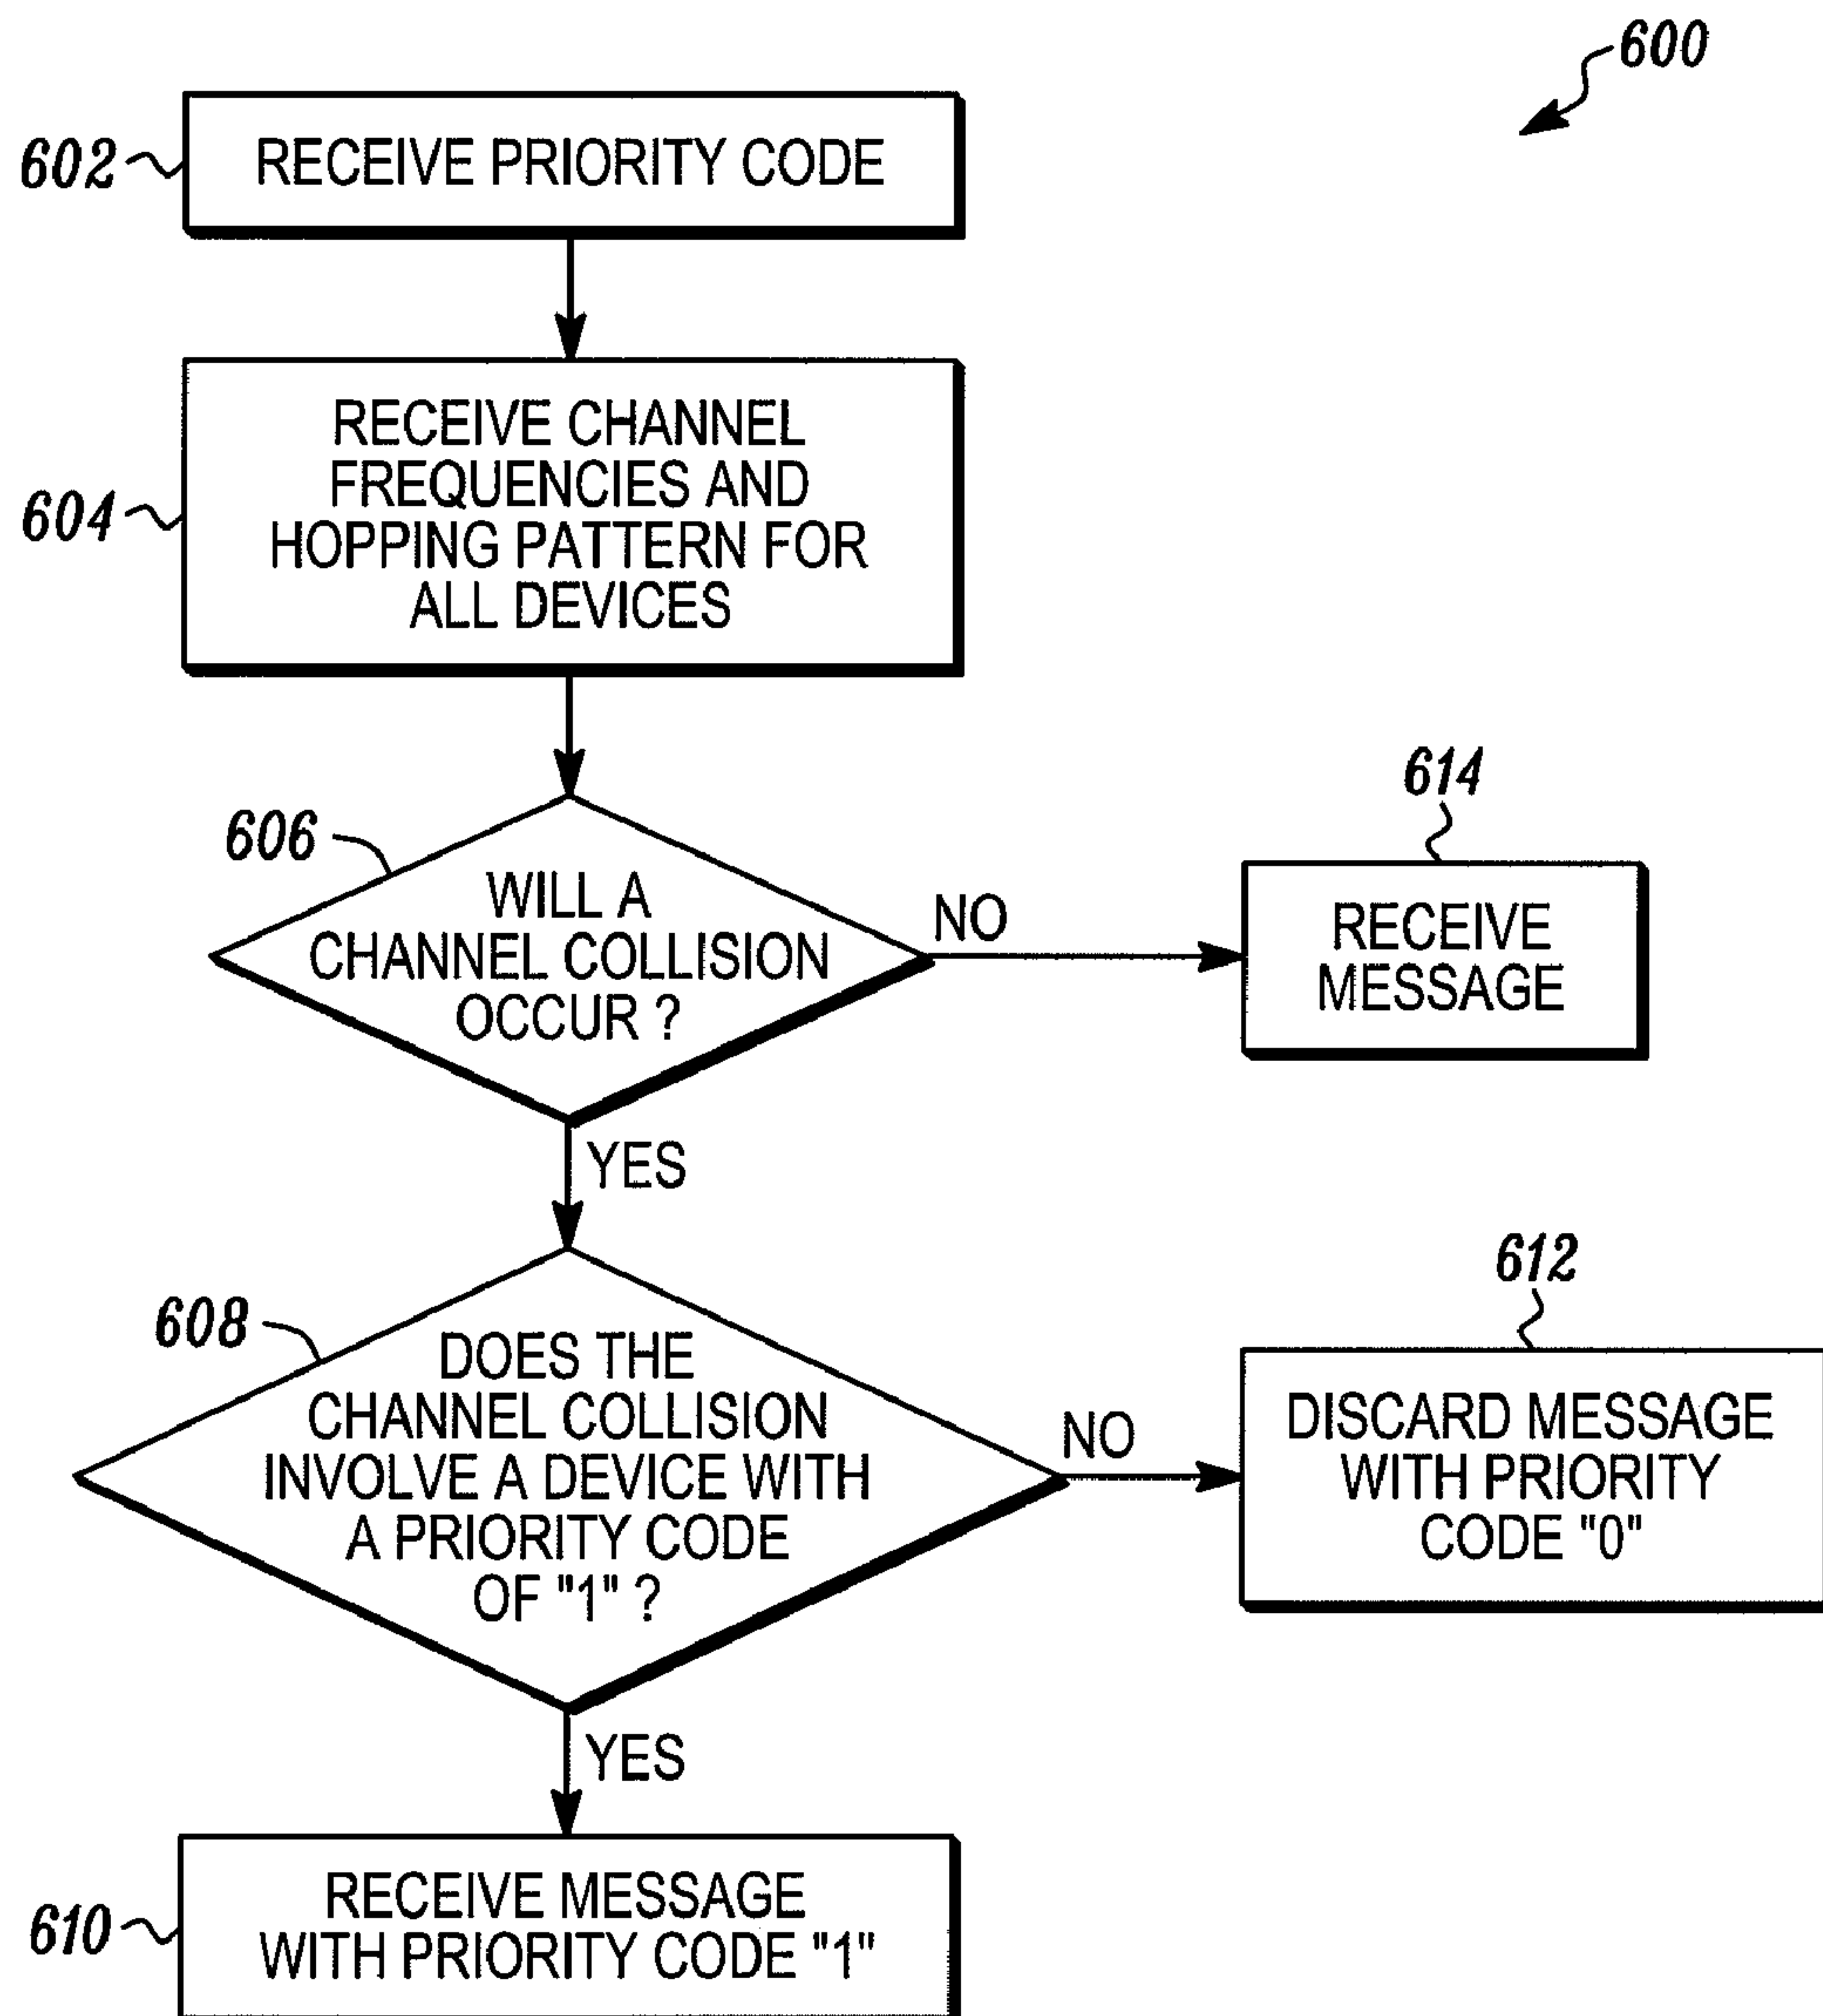 600
602
RECEIVE PRIORITY CODE
604
RECEIVE CHANNEL
FREQUENCIES AND
HOPPING PATTERN FOR
ALL DEVICES
606
WILL A
CHANNEL COLLISION
OCCUR ?
NO
614
RECEIVE
MESSAGE
YES
608
DOES THE
CHANNEL COLLISION
INVOLVE A DEVICE WITH
A PRIORITY CODE
OF "1" ?
NO
612
DISCARD MESSAGE
WITH PRIORITY
CODE "0"
YES
610
RECEIVE MESSAGE
WITH PRIORITY CODE "1"